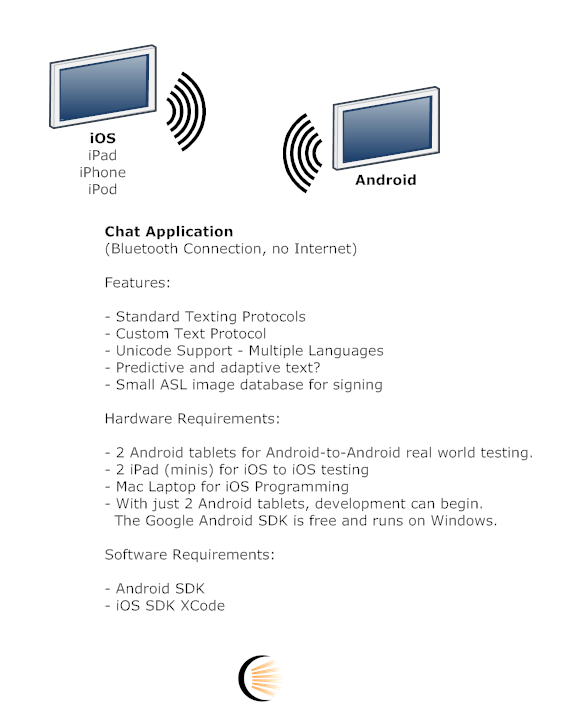 iOS
iPad
iPhone
iPod
Android
Chat Application
(Bluetooth Connection, no Internet)
Features:
- Standard Texting Protocols
- Custom Text Protocol
- Unicode Support - Multiple Languages
- Predictive and adaptive text?
- Small ASL image database for signing
Hardware Requirements:
- 2 Android tablets for Android-to-Android real world testing.
- 2 iPad (minis) for iOS to iOS testing
- Mac Laptop for iOS Programming
- With just 2 Android tablets, development can begin.
The Google Android SDK is free and runs on Windows.
Software Requirements:
- Android SDK
- iOS SDK XCode